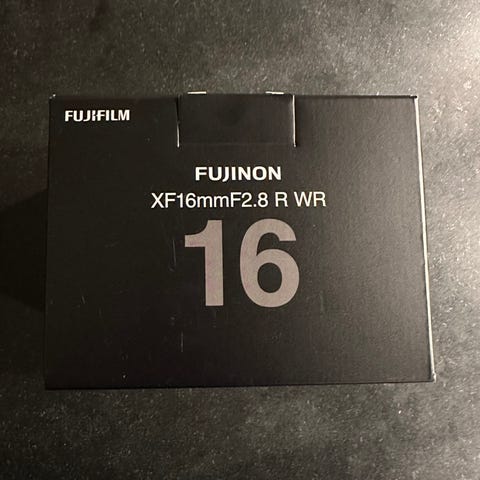 FUJIFILM
FUJINON
XF16mmF2.8 R WR
16